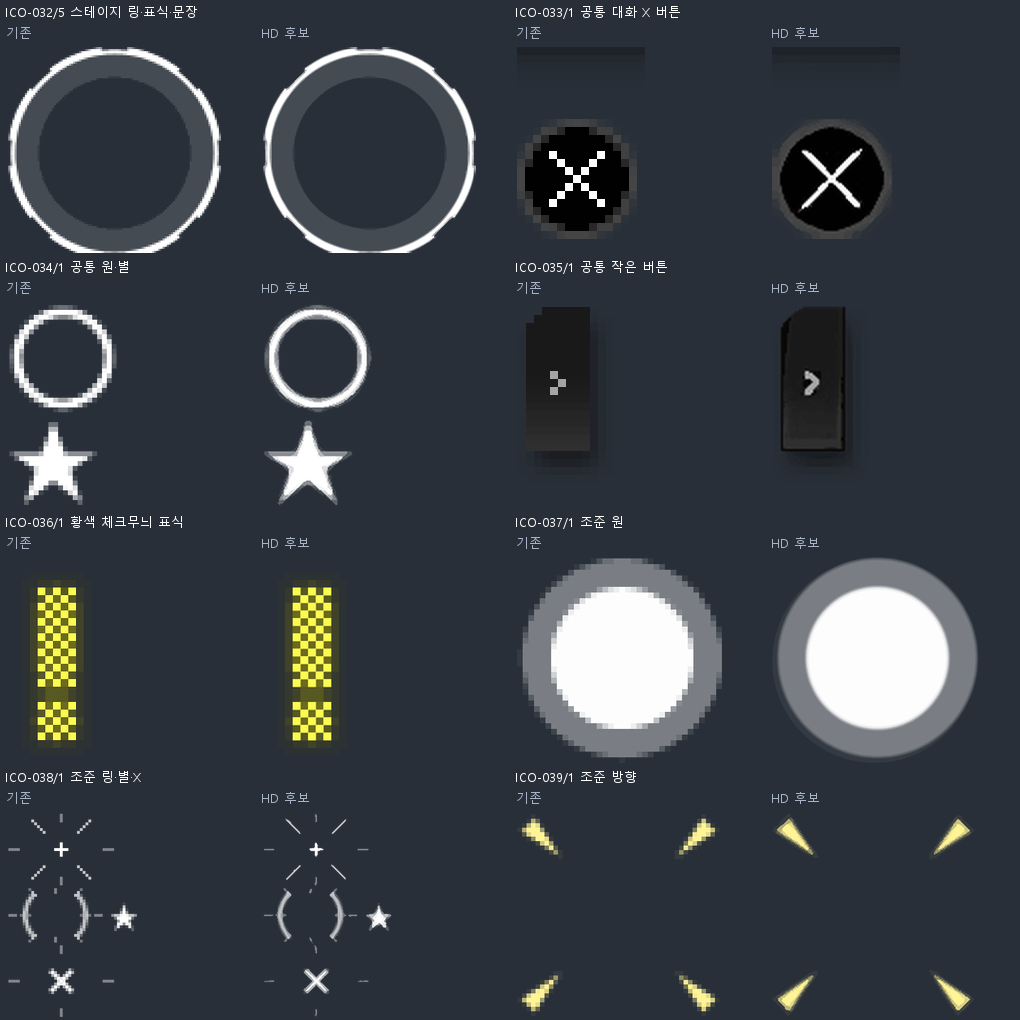 ICO-032/5 스테이지 링·표식·문장
기존
HD 후보
ICO-033/1 공통 대화 X 버튼
기존
HD 후보
ICO-034/1 공통 원·별
기존
HD 후보
ICO-035/1 공통 작은 버튼
기존
HD 후보
ICO-036/1 황색 체크무늬 표식
기존
HD 후보
ICO-037/1 조준 원
기존
HD 후보
ICO-038/1 조준 링·별·X
기존
HD 후보
ICO-039/1 조준 방향
기존
HD 후보